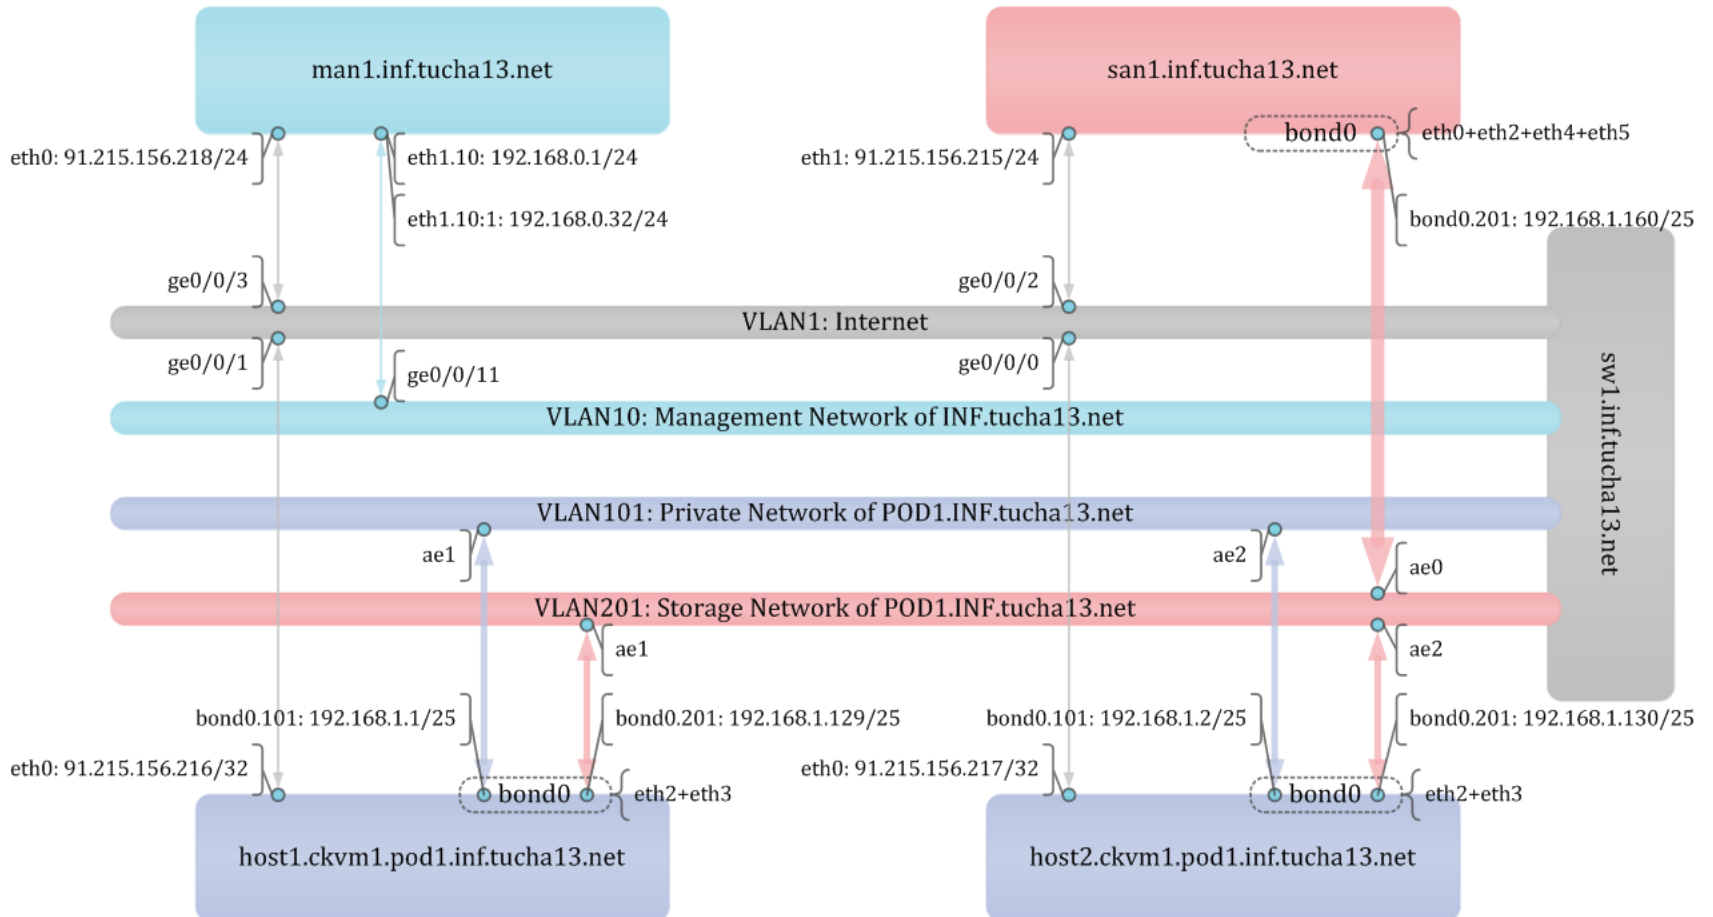 man1.inf.tucha13.net
san1.inf.tucha13.net
bond0
eth0+eth2+eth4+eth5
eth0: 91.215.156.218/24
eth1.10: 192.168.0.1/24
eth1: 91.215.156.215/24
eth1.10:1: 192.168.0.32/24
bond0.201: 192.168.1.160/25
ge0/0/3
ge0/0/2
VLAN1: Internet
ge0/0/1
ge0/0/11
ge0/0/0
sw1.inf.tucha13.net
VLAN10: Management Network of INF.tucha13.net
VLAN101: Private Network of POD1.INF.tucha13.net
ae1
ae2
ae0
VLAN201: Storage Network of POD1.INF.tucha13.net
ae1
ae2
bond0.101: 192.168.1.1/25
bond0.201: 192.168.1.129/25
bond0.101: 192.168.1.2/25
bond0.201: 192.168.1.130/25
eth0: 91.215.156.216/32
eth0: 91.215.156.217/32
bond0
eth2+eth3
bond0
eth2+eth3
host1.ckvm1.pod1.inf.tucha13.net
host2.ckvm1.pod1.inf.tucha13.net